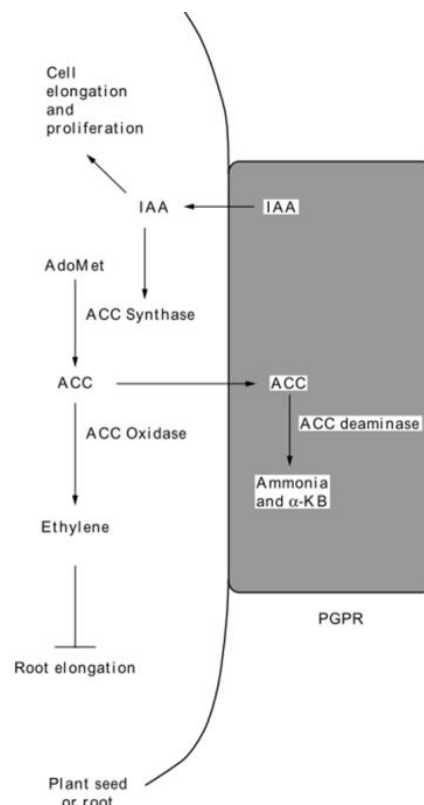 Cell
elongation
and
proliferation
IAA
IAA
AdoMet
ACC Synthase
ACC
ACC
ACC deaminase
ACC Oxidase
Ammonia
and α-KB
Ethylene
PGPR
Root elongation
Plant seed
or root